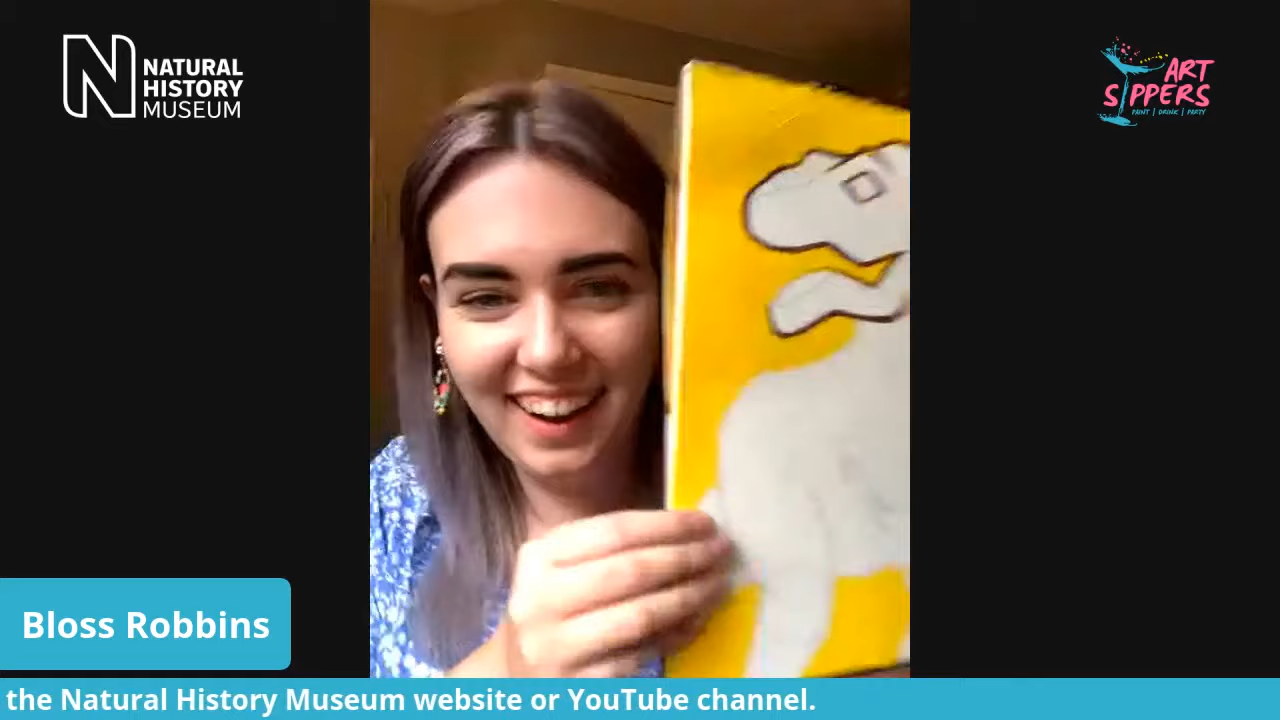 NATURAL
HISTORY
MUSEUM
ART
SIPPERS
PAINT | DRINK | PARTY
Bloss Robbins
the Natural History Museum website or YouTube channel.